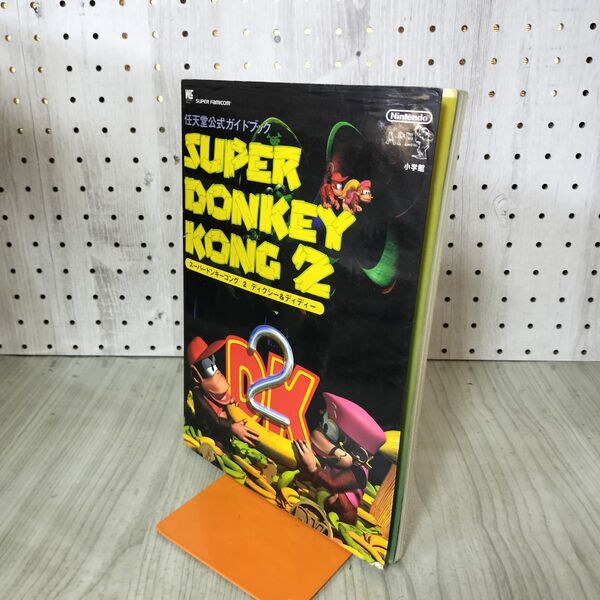 SUPER FAMICOM
Nintendo
小学館
任天堂公式ガイドブック
SUPER
DONKEY
KONG 2
スーパードンキーコング 2 ディクシー&ディディー
DK
2